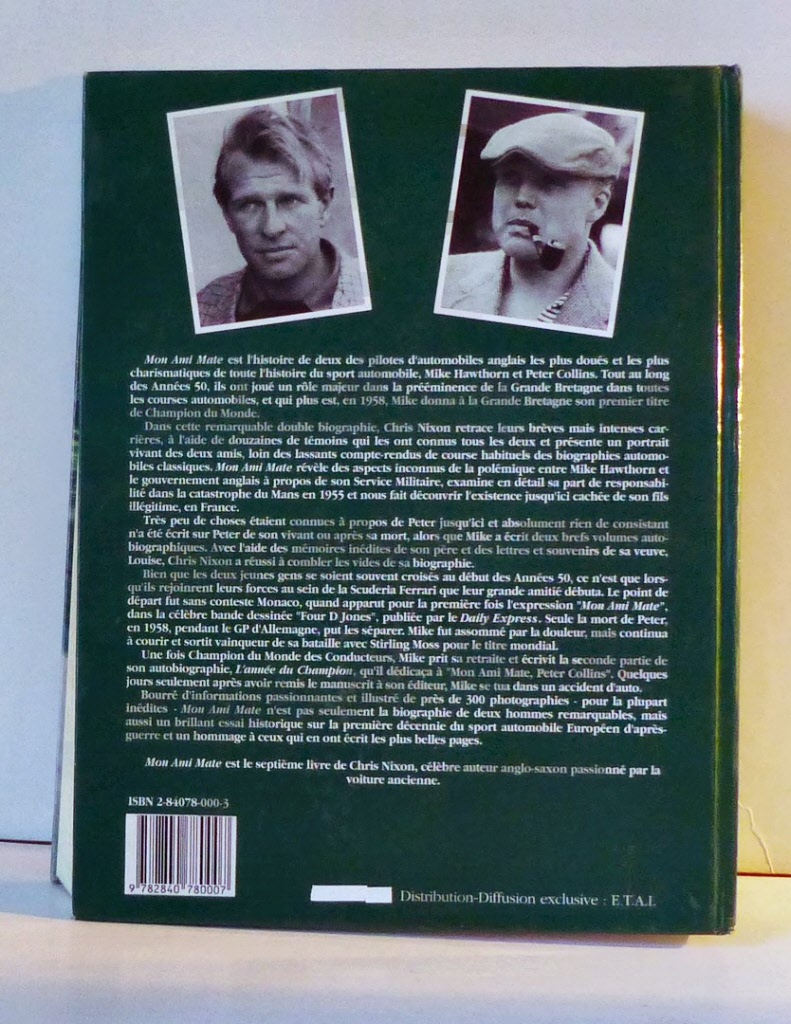 Mon Ami Mate est l'histoire de deux des pilotes d'automobiles anglais les plus doués et les plus
charismatiques de toute l'histoire du sport automobile, Mike Hawthorn et Peter Collins. Tout au long
des Années 50, ils ont joué un rôle majeur dans la prééminence de la Grande Bretagne dans toutes
les courses automobiles, et qui plus est, en 1958, Mike donna à la Grande Bretagne son premier titre
de Champion du Monde.
Dans cette remarquable double biographie, Chris Nixon retrace leurs brèves mais intenses car-
rières, à l'aide de douzaines de témoins qui les ont connus tous les deux et présente un portrait
vivant des deux amis, loin des lassants compte-rendus de course habituels des biographies automo-
biles classiques. Mon Ami Mate révèle des aspects inconnus de la polémique entre Mike Hawthorn et
le gouvernement anglais à propos de son Service Militaire, examine en détail sa part de responsabi-
lité dans la catastrophe du Mans en 1955 et nous fait découvrir l'existence jusqu'ici cachée de son fils
illégitime, en France.
Très peu de choses étaient connues à propos de Peter jusqu'ici et absolument rien de consistant
n'a été écrit sur Peter de son vivant ou après sa mort, alors que Mike a écrit deux brefs volumes auto-
biographiques. Avec l'aide des mémoires inédites de son père et des lettres et souvenirs de sa veuve,
Louise, Chris Nixon a réussi à combler les vides de sa biographie.
Bien que les deux jeunes gens se soient souvent croisés au début des Années 50, ce n'est que lors-
qu'ils rejoinrent leurs forces au sein de la Scuderia Ferrari que leur grande amitié débuta. Le point de
départ fut sans conteste Monaco, quand apparut pour la première fois l'expression "Mon Ami Mate",
dans la célèbre bande dessinée "Four D Jones", publiée par le Daily Express. Seule la mort de Peter,
en 1958, pendant le GP d'Allemagne, put les séparer. Mike fut assommé par la douleur, mais continua
à courir et sortit vainqueur de sa bataille avec Stirling Moss pour le titre mondial.
Une fois Champion du Monde des Conducteurs, Mike prit sa retraite et écrivit la seconde partie de
son autobiographie, L'année du Champion, qu'il dédicaça à "Mon Ami Mate, Peter Collins". Quelques
jours seulement après avoir remis le manuscrit à son éditeur, Mike se tua dans un accident d'auto.
Bourré d'informations passionnantes et illustré de près de 300 photographies - pour la plupart
inédites - Mon Ami Mate n'est pas seulement la biographie de deux hommes remarquables, mais
aussi un brillant essai historique sur la première décennie du sport automobile Européen d'après-
guerre et un hommage à ceux qui en ont écrit les plus belles pages.
Mon Ami Mate est le septième livre de Chris Nixon, célèbre auteur anglo-saxon passionné par la
voiture ancienne.
ISBN 2-84078-000-3
9 782840 780007
Distribution-Diffusion exclusive : E.T.A.I.